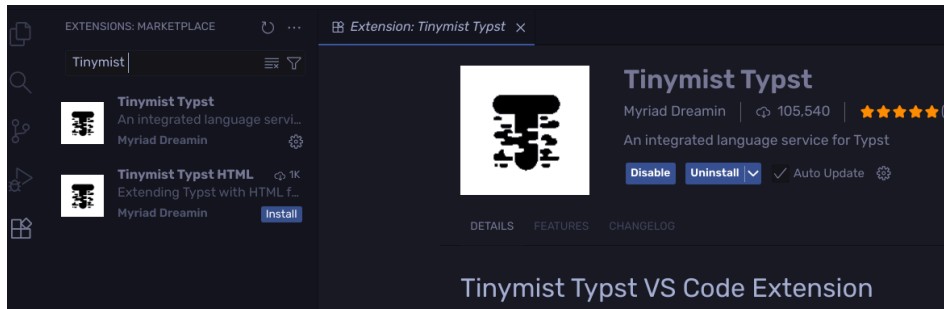 EXTENSIONS: MARKETPLACE
Tinymist
Tinymist Typst
An integrated language servi...
Myriad Dreamin
Tinymist Typst HTML 1K
Extending Typst with HTML f...
Myriad Dreamin Install
Extension: Tinymist Typst
Tinymist Typst
Myriad Dreamin 105,540
An integrated language service for Typst
Disable Uninstall Auto Update
DETAILS FEATURES CHANGELOG
Tinymist Typst VS Code Extension